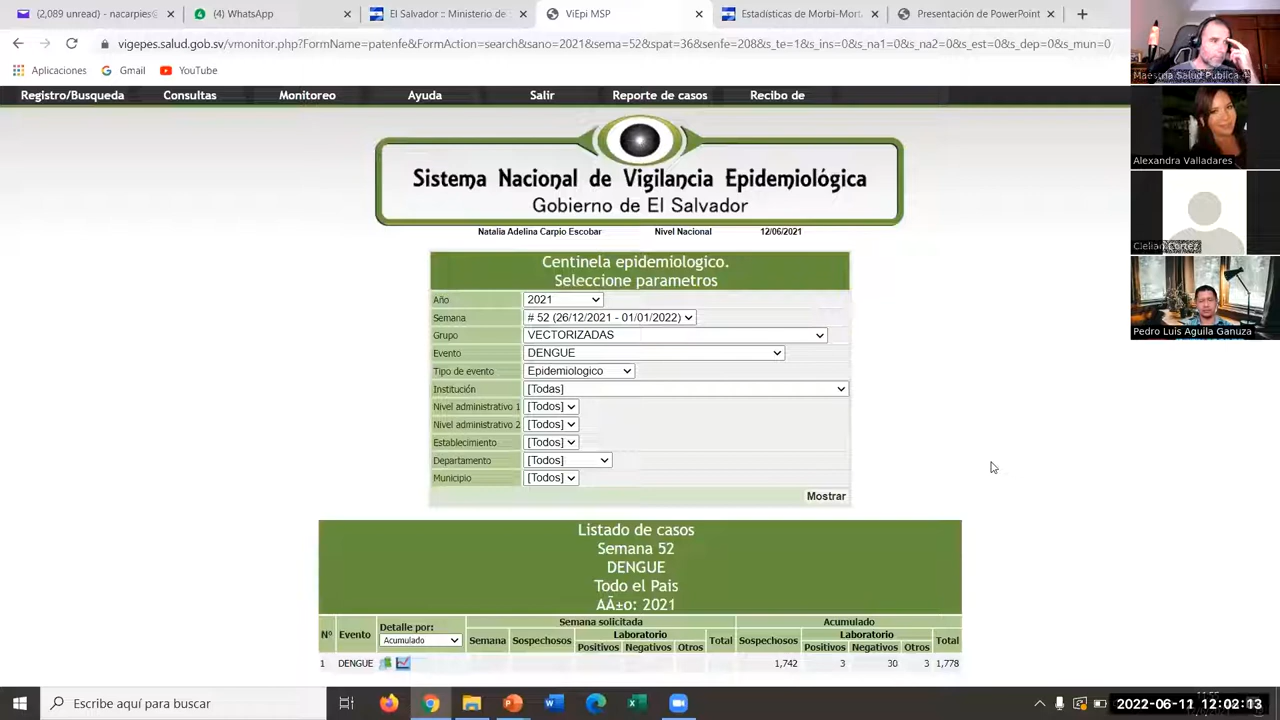 2,089 unread) nacarpies@
(4) WhatsApp
El Salvador :: Ministerio de
ViEpi MSP
Estadísticas de Morbi-Mort
Presentación de PowerPoint
vigepes.salud.gob.sv/vmonitor.php?FormName=patenfe&FormAction=search&sano=2021&sema=52&spat=36&senfe=208&s_te=1&s_ins=0&s_na1=0&s_na2=0&s_est=0&s_dep=0&s_mun=0
Aplicaciones
Gmail
YouTube
Registro/Busqueda
Consultas
Monitoreo
Ayuda
Salir
Reporte de casos
Recibo de
Sistema Nacional de Vigilancia Epidemiológica
Gobierno de El Salvador
Natalia Adelina Carpio Escobar Nivel Nacional 12/06/2021
Centinela epidemiologico.
Seleccione parametros
Año 2021
Semana # 52 (26/12/2021 - 01/01/2022)
Grupo VECTORIZADAS
Evento DENGUE
Tipo de evento Epidemiologico
Institución [Todas]
Nivel administrativo 1 [Todos]
Nivel administrativo 2 [Todos]
Establecimiento [Todos]
Departamento [Todos]
Municipio [Todos]
Mostrar
Listado de casos
Semana 52
DENGUE
Todo el Pais
AÃ±o: 2021
Nº Evento Detalle por: Acumulado
Semana solicitada Acumulado
Semana Sospechosos Laboratorio Total Sospechosos Laboratorio Total
Positivos Negativos Otros Positivos Negativos Otros
1 DENGUE 1,742 3 30 3 1,778
Maestria Salud Publica 4
Alexandra Valladares
Clelian Cortez
Pedro Luis Aguila Ganuza
Escribe aquí para buscar
2022-06-11 12:02:13